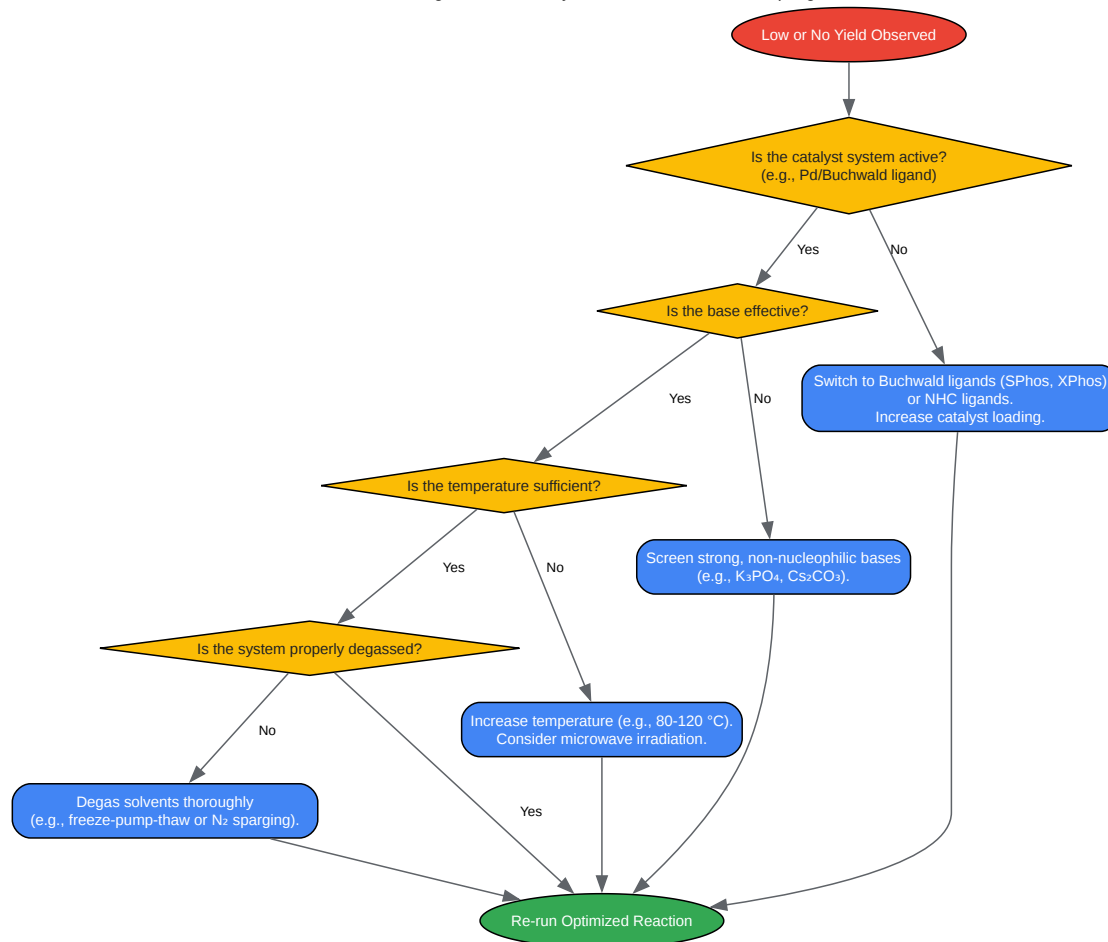 Low or No Yield Observed
Is the catalyst system active?
(e.g., Pd/Buchwald ligand)
Yes
No
Is the base effective?
Switch to Buchwald ligands (SPhos, XPhos)
or NHC ligands.
Increase catalyst loading.
Yes
No
Is the temperature sufficient?
Screen strong, non-nucleophilic bases
(e.g., K₃PO₄, Cs₂CO₃).
Yes
No
Is the system properly degassed?
Increase temperature (e.g., 80-120 °C).
Consider microwave irradiation.
No
Yes
Degas solvents thoroughly
(e.g., freeze-pump-thaw or N₂ sparging).
Re-run Optimized Reaction